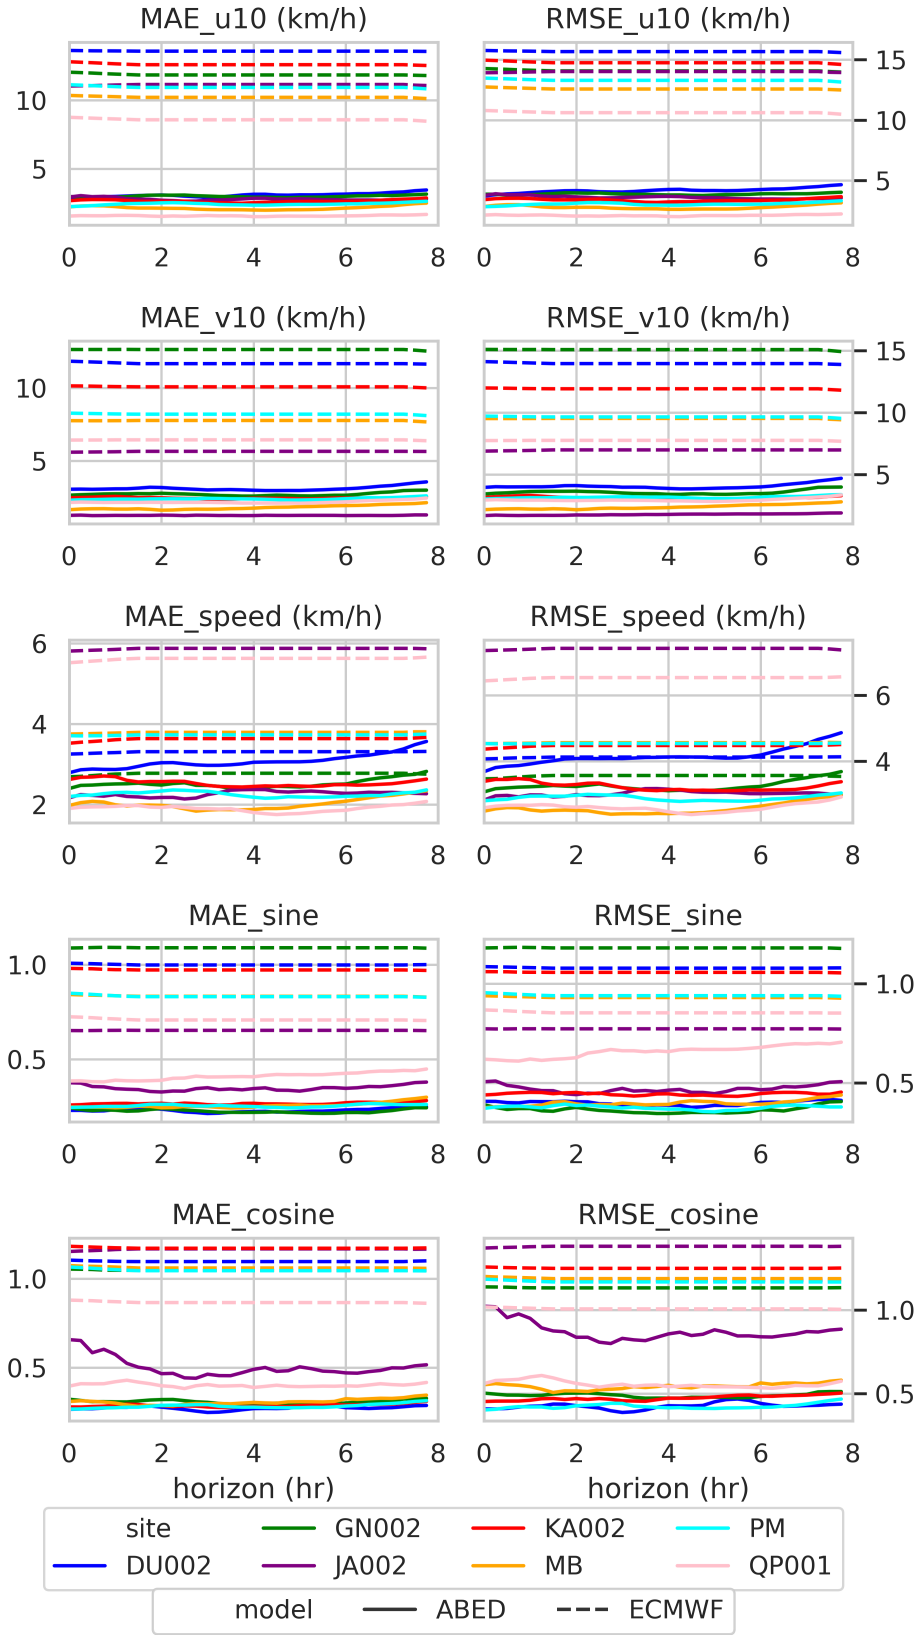 MAE_u10 (km/h) RMSE_u10 (km/h)
15
10
10
5
5
0 2 4 6 8 0 2 4 6 8
MAE_v10 (km/h) RMSE_v10 (km/h)
15
10
10
5
5
0 2 4 6 8 0 2 4 6 8
MAE_speed (km/h) RMSE_speed (km/h)
6
6
4
4
2
0 2 4 6 8 0 2 4 6 8
MAE_sine RMSE_sine
1.0
1.0
0.5
0.5
0 2 4 6 8 0 2 4 6 8
MAE_cosine RMSE_cosine
1.0
1.0
0.5
0.5
0 2 4 6 8 0 2 4 6 8
horizon (hr) horizon (hr)
site GN002 KA002 PM
DU002 JA002 MB QP001
model ABED ECMWF